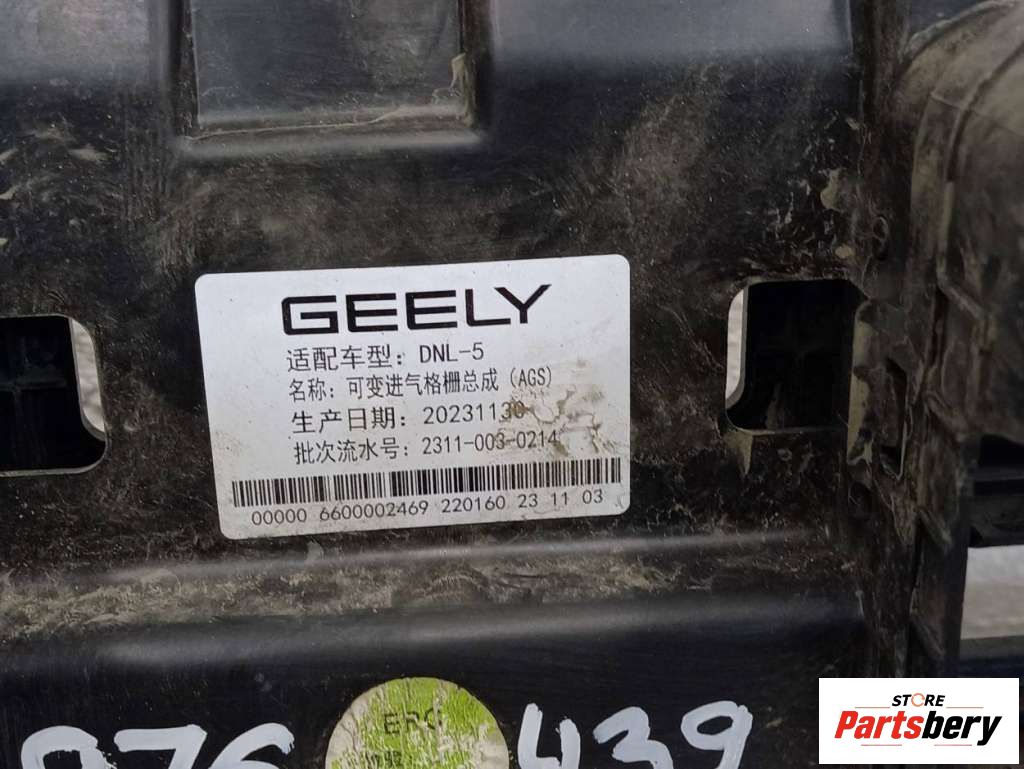 GEELY
适配车型：DNL-5
名称：可变进气格栅总成（AGS）
生产日期：20231130
批次流水号：2311-003-0214
00000 6600002469 220160 23 11 03
976
439
STORE
Partsbery